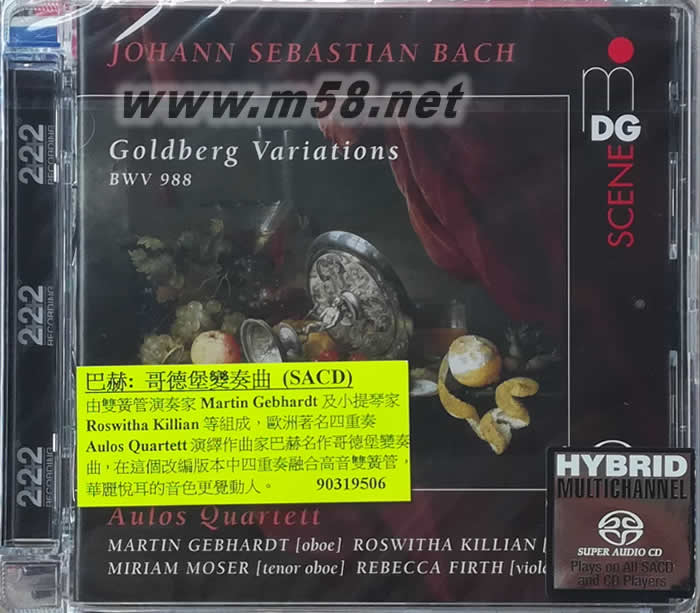 JOHANN SEBASTIAN BACH
www.m58.net
Goldberg Variations
BWV 988
DG
SCENE
222
RECORDING
222
RECORDING
222
RECORDING
巴赫: 哥德堡變奏曲 (SACD)
由雙簧管演奏家 Martin Gebhardt 及小提琴家
Roswitha Killian 等組成，歐洲著名四重奏
Aulos Quartett 演繹作曲家巴赫名作哥德堡變奏
曲，在這個改編版本中四重奏融合高音雙簧管，
華麗悅耳的音色更覺動人。 90319506
Aulos Quartett
MARTIN GEBHARDT [oboe] ROSWITHA KILLIAN [
MIRIAM MOSER [tenor oboe] REBECCA FIRTH [viol
HYBRID
MULTICHANNEL
SUPER AUDIO CD
Plays on All SACD
and CD Players